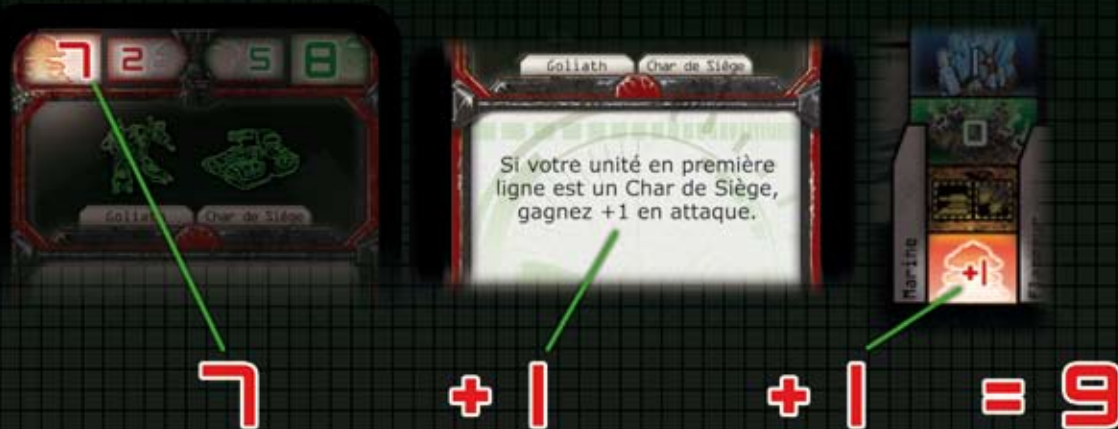 7 2 5 8
Goliath Char de Siège
Goliath Char de Siège
Si votre unité en première
ligne est un Char de Siège,
gagnez +1 en attaque.
Marine
+1
7 +1 +1 = 9